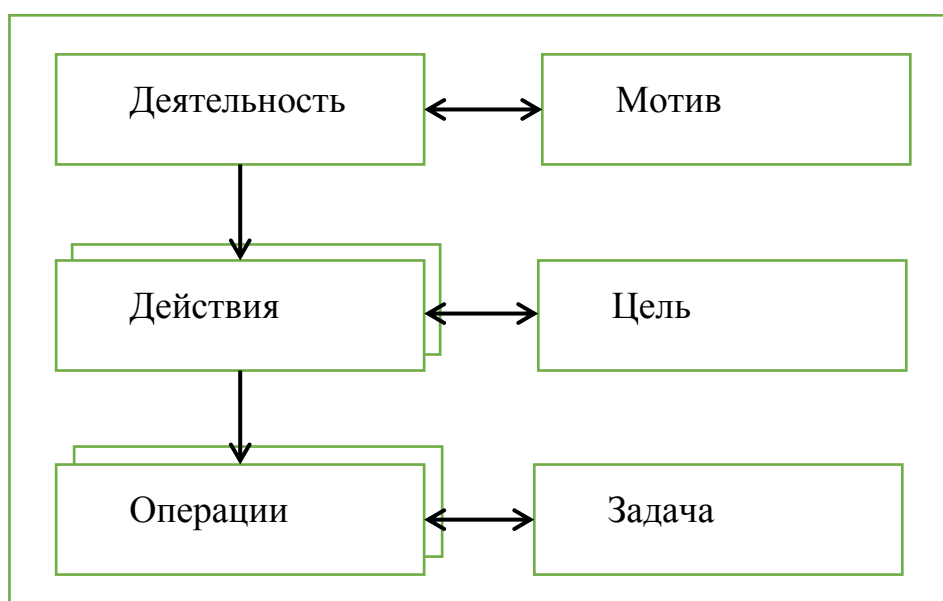 Деятельность
Мотив
Действия
Цель
Операции
Задача